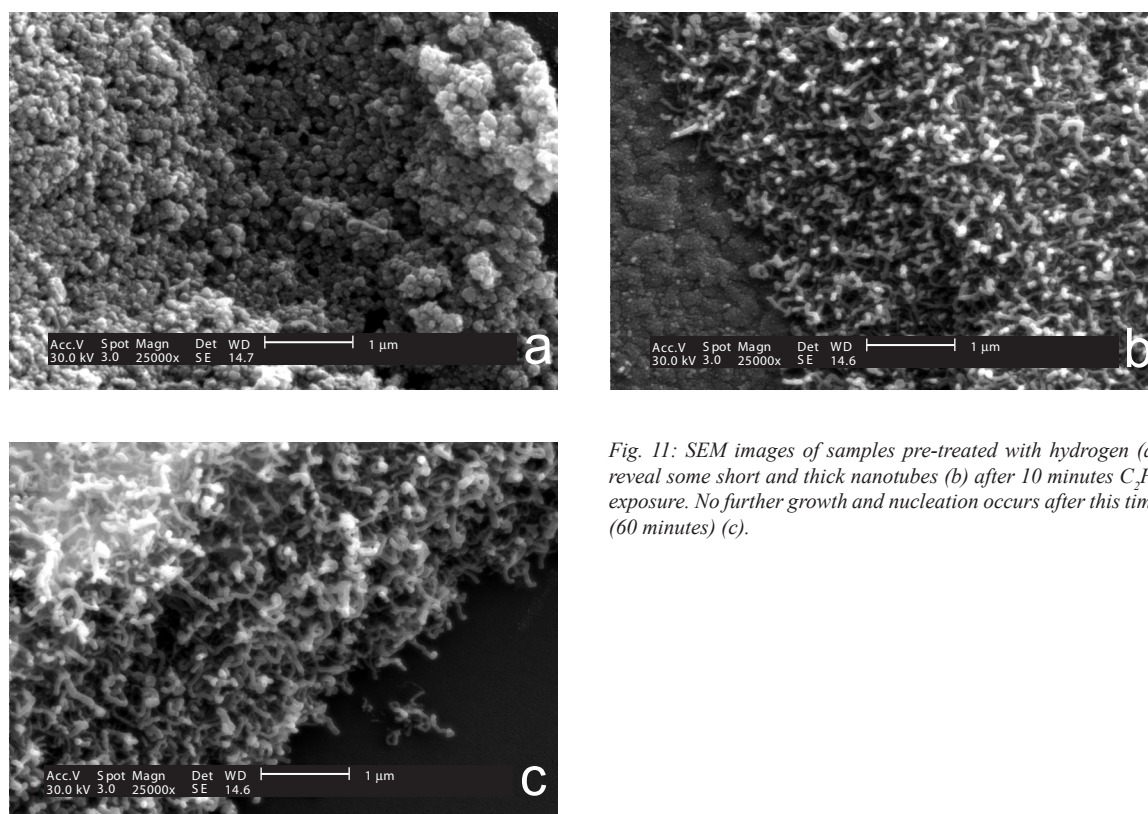 Acc.V Spot Magn Det WD 1 µm
30.0 kV 3.0 25000x SE 14.7
a
Acc.V Spot Magn Det WD 1 µm
30.0 kV 3.0 25000x SE 14.6
b
Fig. 11: SEM images of samples pre-treated with hydrogen (a
reveal some short and thick nanotubes (b) after 10 minutes C₂
exposure. No further growth and nucleation occurs after this tim
(60 minutes) (c).
Acc.V Spot Magn Det WD 1 µm
30.0 kV 3.0 25000x SE 14.6
c